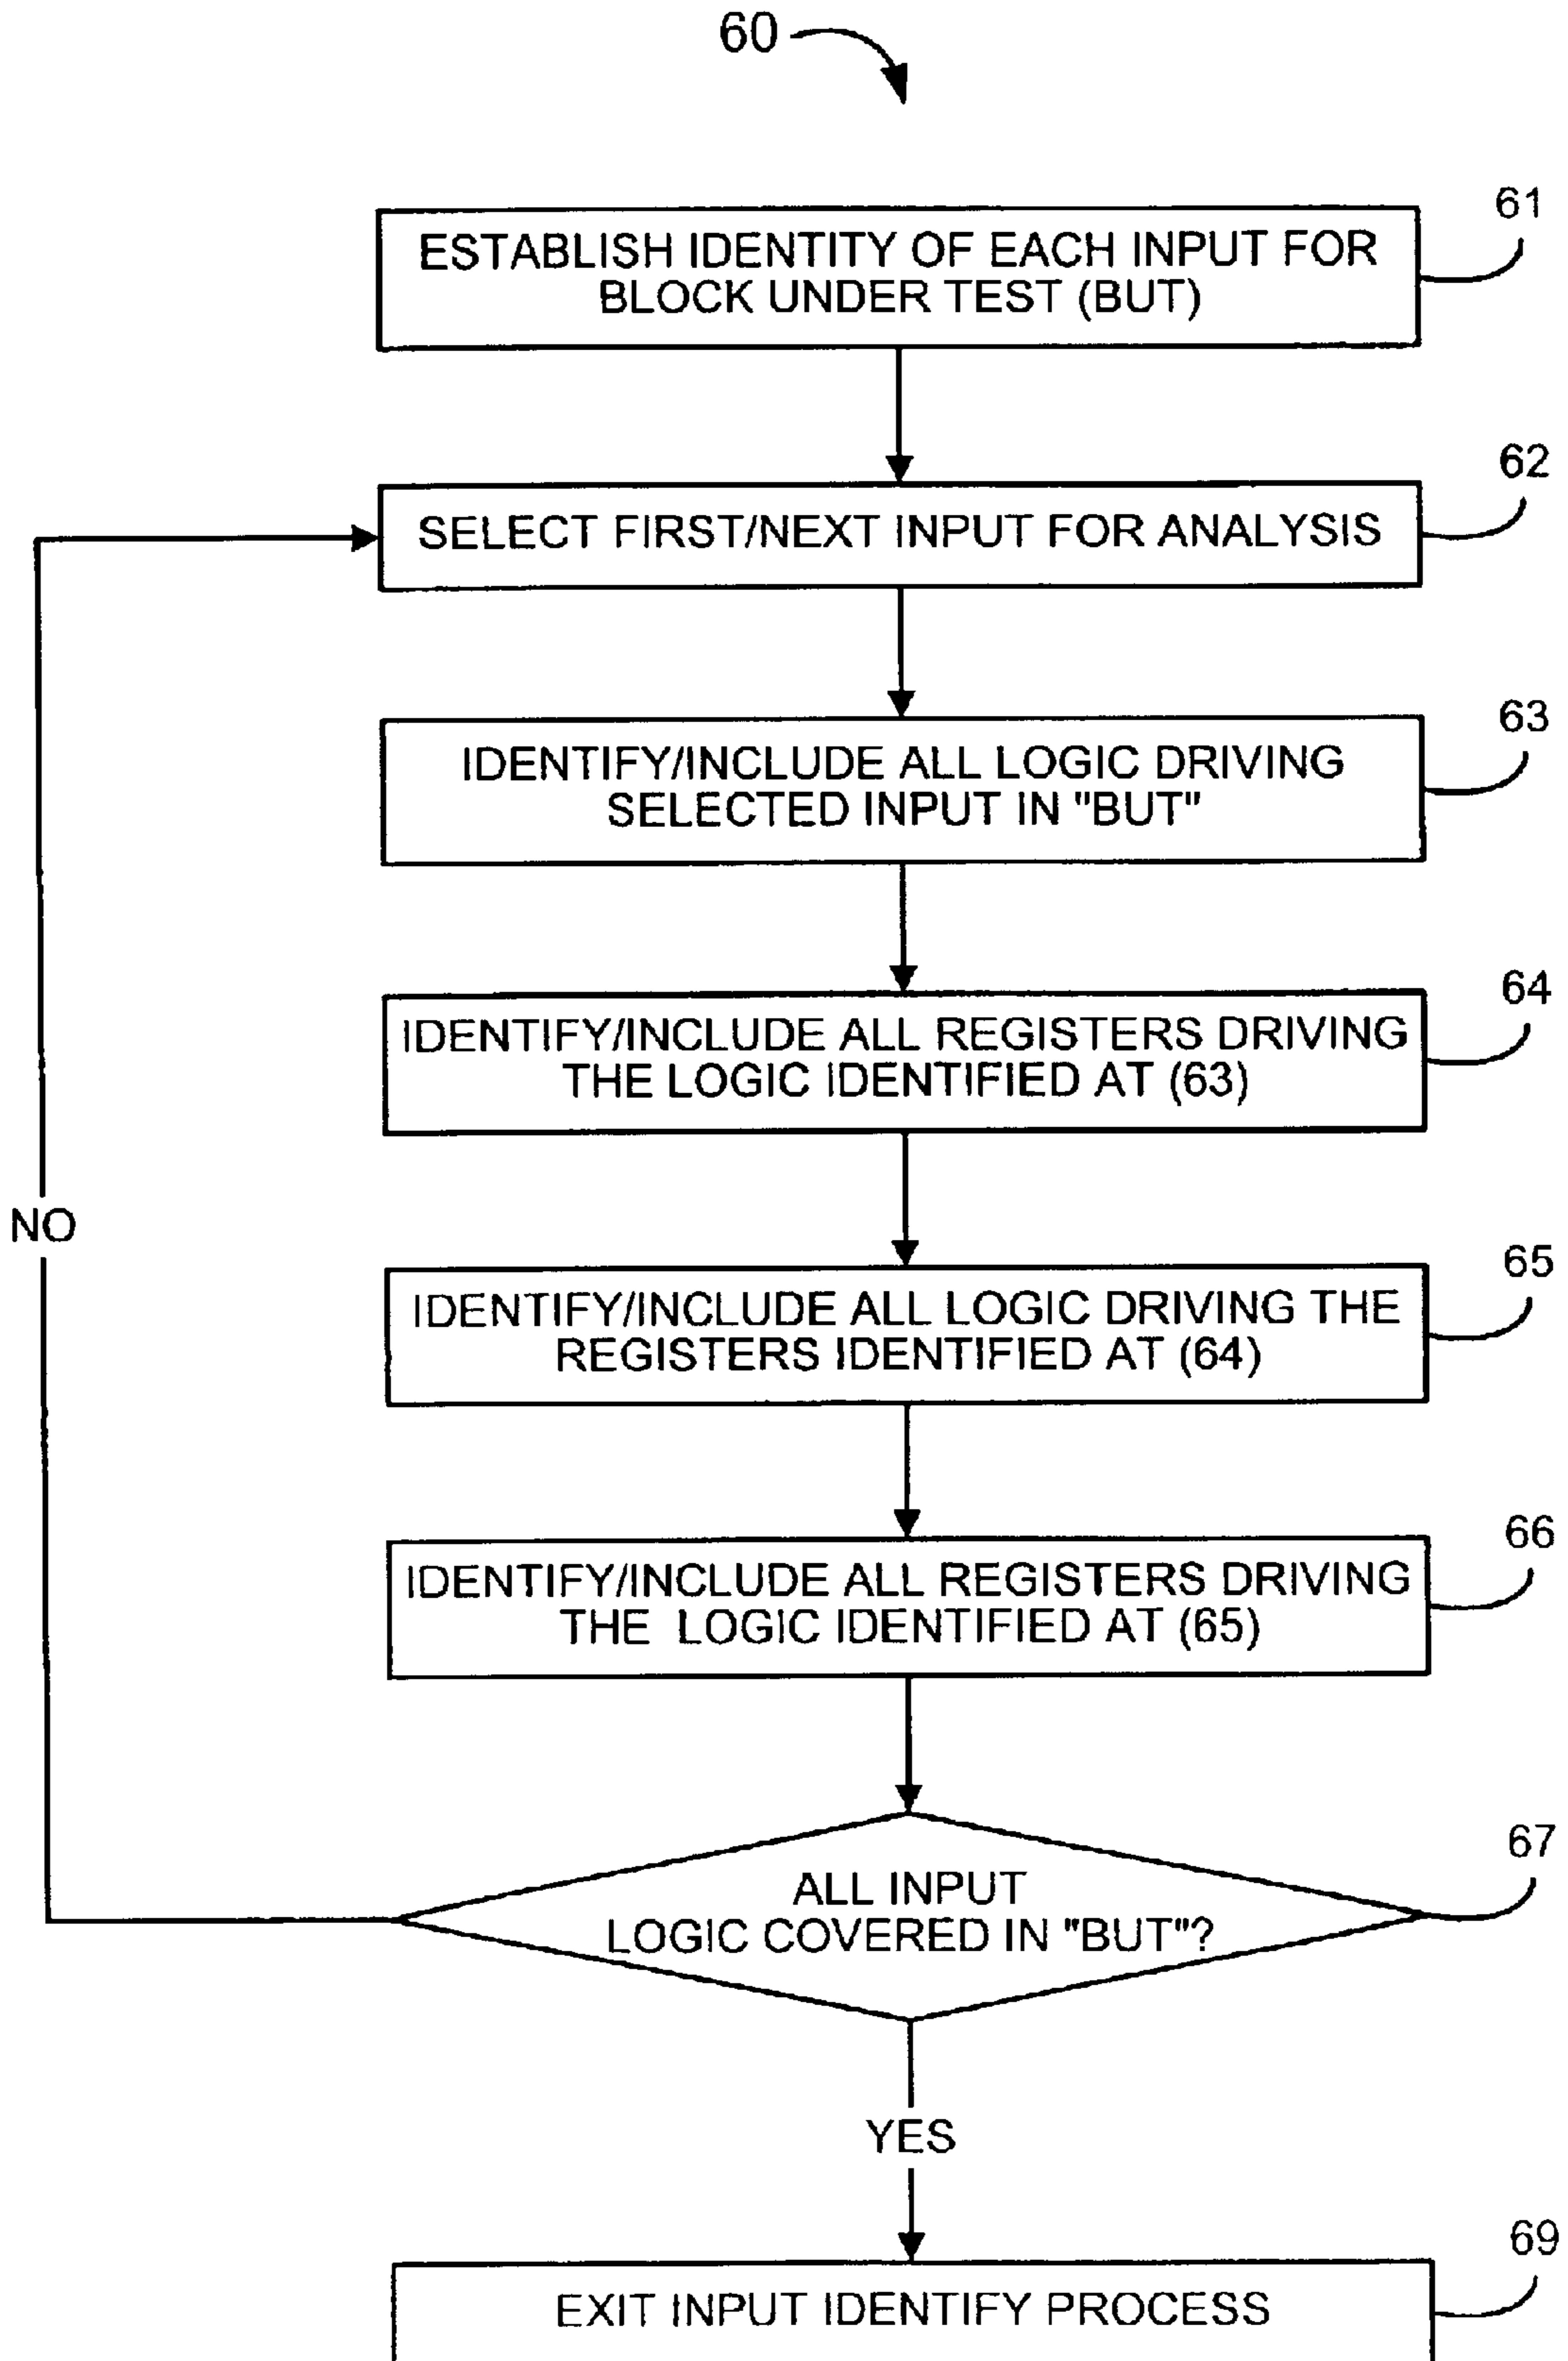 60
61
ESTABLISH IDENTITY OF EACH INPUT FOR
BLOCK UNDER TEST (BUT)
62
SELECT FIRST/NEXT INPUT FOR ANALYSIS
63
IDENTIFY/INCLUDE ALL LOGIC DRIVING
SELECTED INPUT IN "BUT"
64
IDENTIFY/INCLUDE ALL REGISTERS DRIVING
THE LOGIC IDENTIFIED AT (63)
NO
65
IDENTIFY/INCLUDE ALL LOGIC DRIVING THE
REGISTERS IDENTIFIED AT (64)
66
IDENTIFY/INCLUDE ALL REGISTERS DRIVING
THE LOGIC IDENTIFIED AT (65)
67
ALL INPUT
LOGIC COVERED IN "BUT"?
YES
69
EXIT INPUT IDENTIFY PROCESS